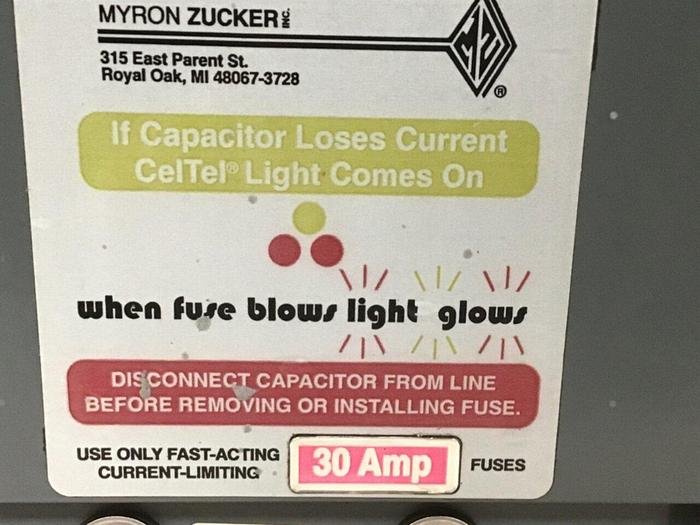 MYRON ZUCKER INC.
315 East Parent St.
Royal Oak, MI 48067-3728
MZ
®
If Capacitor Loses Current
CelTel® Light Comes On
when fuse blows light glows
DISCONNECT CAPACITOR FROM LINE
BEFORE REMOVING OR INSTALLING FUSE.
USE ONLY FAST-ACTING
CURRENT-LIMITING
30 Amp
FUSES